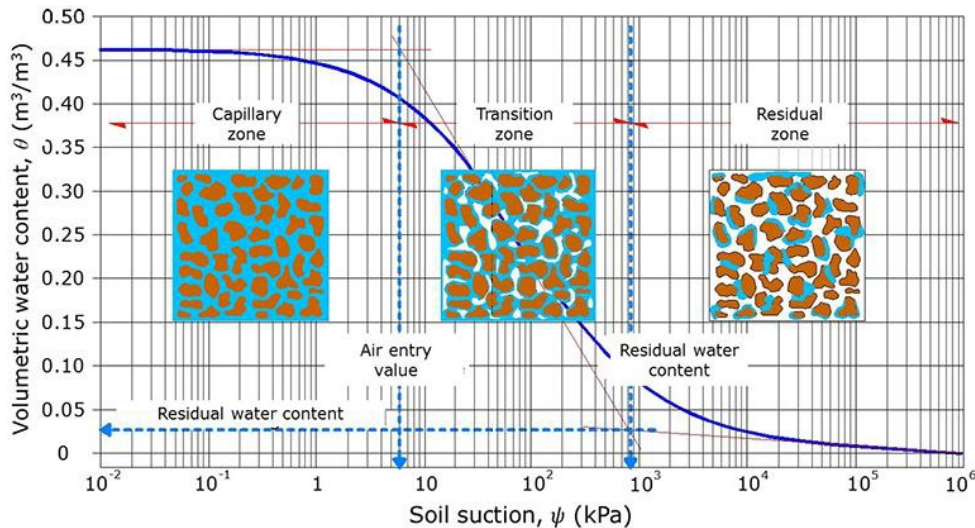 Volumetric water content, θ (m³/m³)
0.50
0.45
0.40
0.35
0.30
0.25
0.20
0.15
0.10
0.05
0
Capillary
zone
Transition
zone
Residual
zone
Air entry
value
Residual water
content
Residual water content
10⁻²
10⁻¹
1
10¹
10²
10³
10⁴
10⁵
10⁶
Soil suction, ψ (kPa)